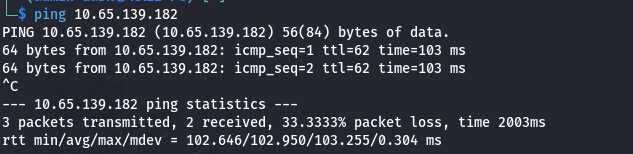 $ ping 10.65.139.182
PING 10.65.139.182 (10.65.139.182) 56(84) bytes of data.
64 bytes from 10.65.139.182: icmp_seq=1 ttl=62 time=103 ms
64 bytes from 10.65.139.182: icmp_seq=2 ttl=62 time=103 ms
^C
--- 10.65.139.182 ping statistics ---
3 packets transmitted, 2 received, 33.3333% packet loss, time 2003ms
rtt min/avg/max/mdev = 102.646/102.950/103.255/0.304 ms